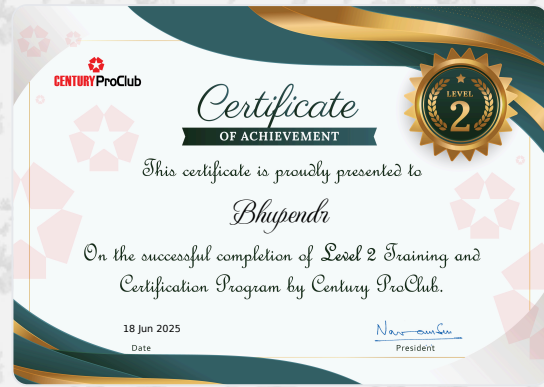 CENTURY ProClub
LEVEL
2
Certificate
OF ACHIEVEMENT
This certificate is proudly presented to
Bhupendr
On the successful completion of Level 2 Training and
Certification Program by Century ProClub.
18 Jun 2025
Date
President